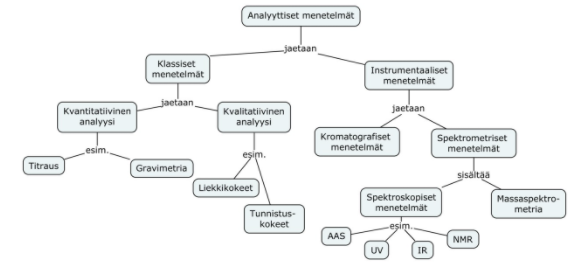 Analyyttiset menetelmät
jaetaan
Klassiset
menetelmät
Instrumentaaliset
menetelmät
jaetaan
jaetaan
Kvantitatiivinen
analyysi
Kvalitatiivinen
analyysi
Kromatografiset
menetelmät
Spektrometriset
menetelmät
esim.
esim.
Titraus
Gravimetria
sisältää
Liekkikokeet
Tunnistus-
kokeet
Spektroskopiset
menetelmät
Massaspektro-
metria
esim.
AAS
UV
IR
NMR